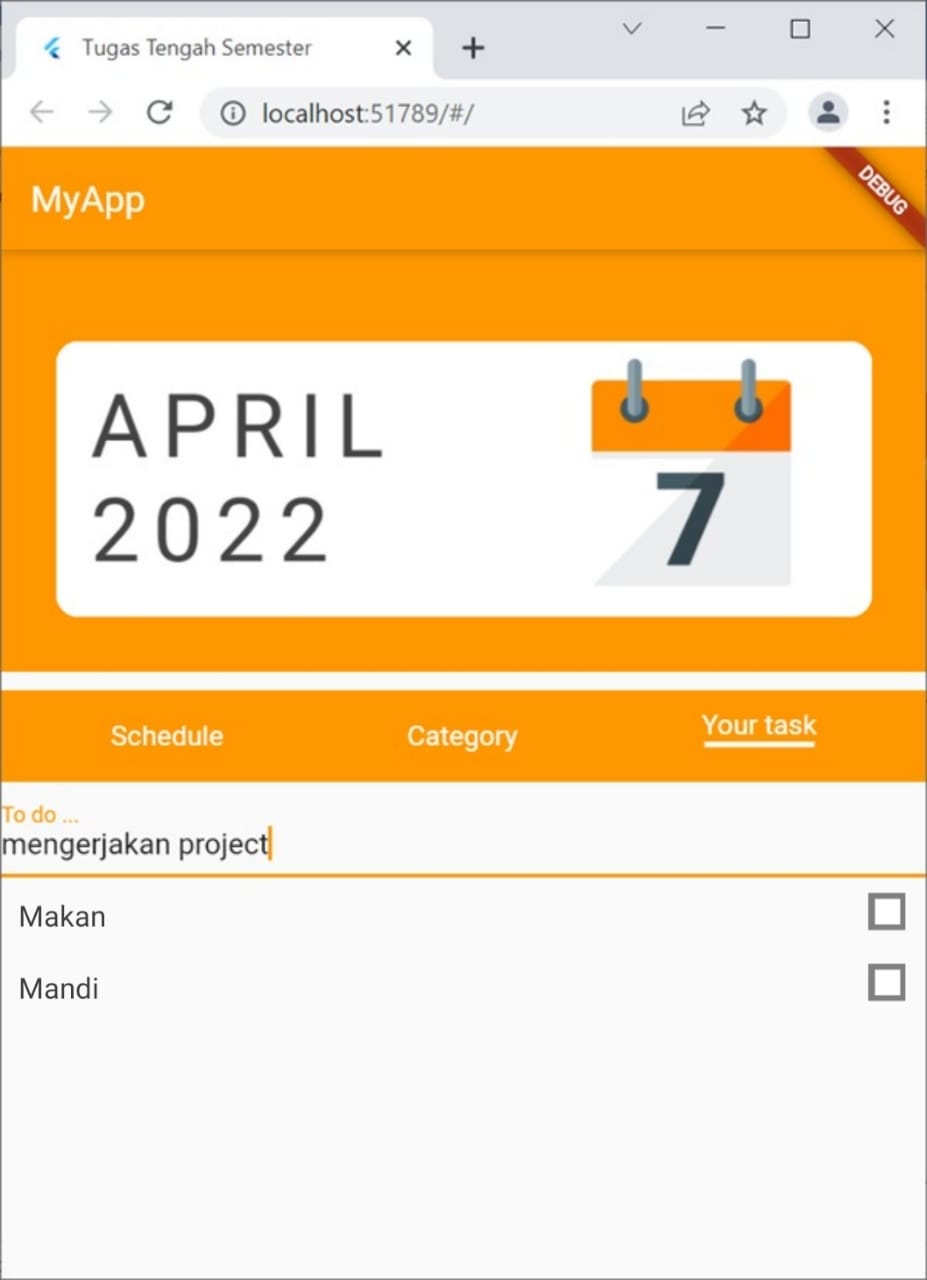 Tugas Tengah Semester
localhost:51789/#/
MyApp
DEBUG
APRIL
2022
7
Schedule Category Your task
To do ...
mengerjakan project
Makan
Mandi